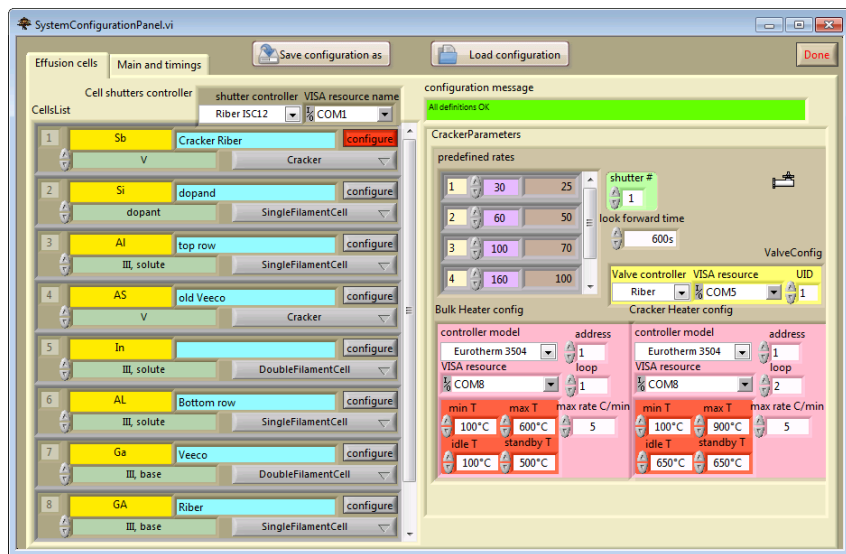 SystemConfigurationPanel.vi
Effusion cells
Main and timings
Save configuration as
Load configuration
Done
Cell shutters controller
shutter controller
VISA resource name
CellsList
Riber ISC12
COM1
1
Sb
Cracker Riber
configure
V
Cracker
2
Si
dopand
configure
dopant
SingleFilamentCell
3
Al
top row
configure
III, solute
SingleFilamentCell
4
AS
old Veeco
configure
V
Cracker
5
In
configure
III, solute
DoubleFilamentCell
6
AL
Bottom row
configure
III, solute
SingleFilamentCell
7
Ga
Veeco
configure
III, base
DoubleFilamentCell
8
GA
Riber
configure
III, base
SingleFilamentCell
configuration message
All definitions OK
CrackerParameters
predefined rates
1 30 25
2 60 50
3 100 70
4 160 100
shutter #
1
look forward time
600s
ValveConfig
Valve controller VISA resource UID
Riber COM5 1
Bulk Heater config
controller model address
Eurotherm 3504 1
VISA resource loop
COM8 1
min T max T max rate C/min
100°C 600°C 5
idle T standby T
100°C 500°C
Cracker Heater config
controller model address
Eurotherm 3504 1
VISA resource loop
COM8 2
min T max T max rate C/min
100°C 900°C 5
idle T standby T
650°C 650°C